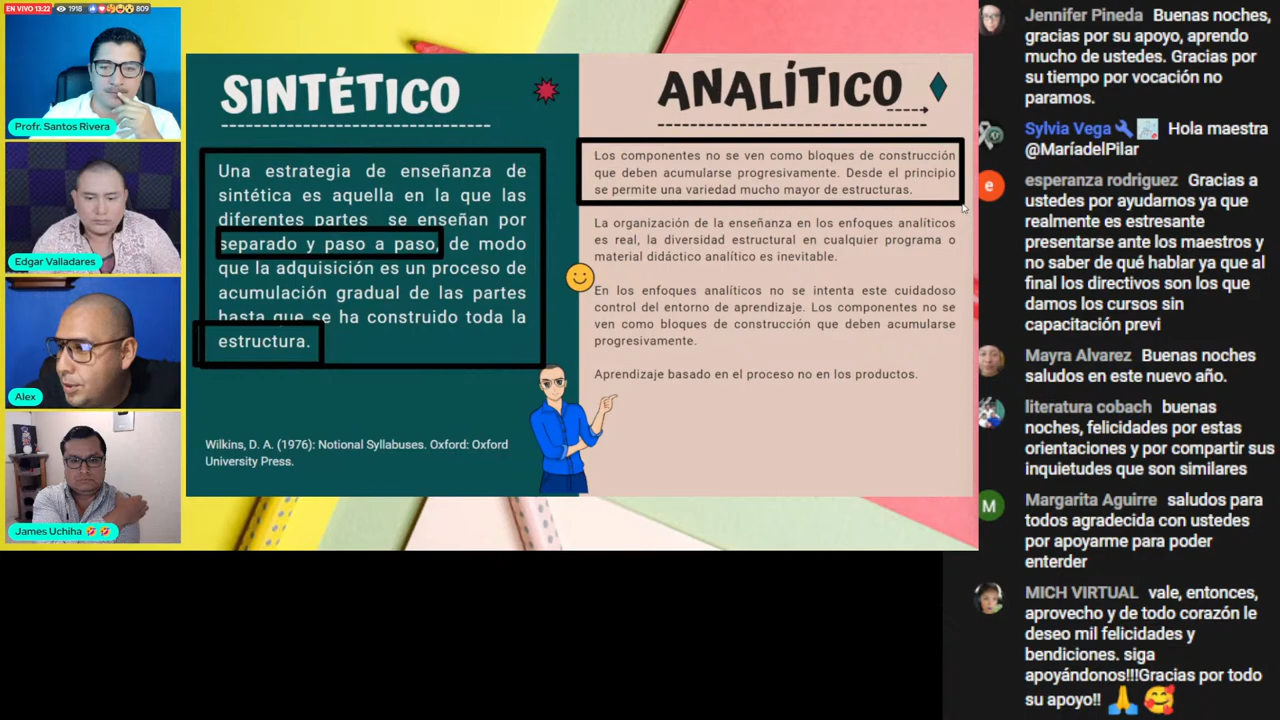 EN VIVO 13:22 1918 809
Profr. Santos Rivera
Edgar Valladares
Alex
James Uchiha
SINTÉTICO
Una estrategia de enseñanza de
sintética es aquella en la que las
diferentes partes se enseñan por
separado y paso a paso, de modo
que la adquisición es un proceso de
acumulación gradual de las partes
hasta que se ha construido toda la
estructura.
Wilkins, D. A. (1976): Notional Syllabuses. Oxford: Oxford
University Press.
ANALÍTICO
Los componentes no se ven como bloques de construcción
que deben acumularse progresivamente. Desde el principio
se permite una variedad mucho mayor de estructuras.
La organización de la enseñanza en los enfoques analíticos
es real, la diversidad estructural en cualquier programa o
material didáctico analítico es inevitable.
En los enfoques analíticos no se intenta este cuidadoso
control del entorno de aprendizaje. Los componentes no se
ven como bloques de construcción que deben acumularse
progresivamente.
Aprendizaje basado en el proceso no en los productos.
Jennifer Pineda Buenas noches,
gracias por su apoyo, aprendo
mucho de ustedes. Gracias por
su tiempo por vocación no
paramos.
Sylvia Vega Hola maestra
@MaríadelPilar
e
esperanza rodriguez Gracias a
ustedes por ayudarnos ya que
realmente es estresante
presentarse ante los maestros y
no saber de qué hablar ya que al
final los directivos son los que
damos los cursos sin
capacitación previ
Mayra Alvarez Buenas noches
saludos en este nuevo año.
literatura cobach buenas
noches, felicidades por estas
orientaciones y por compartir sus
inquietudes que son similares
M
Margarita Aguirre saludos para
todos agradecida con ustedes
por apoyarme para poder
enterder
MICH VIRTUAL vale, entonces,
aprovecho y de todo corazón le
deseo mil felicidades y
bendiciones. siga
apoyándonos!!!Gracias por todo
su apoyo!!